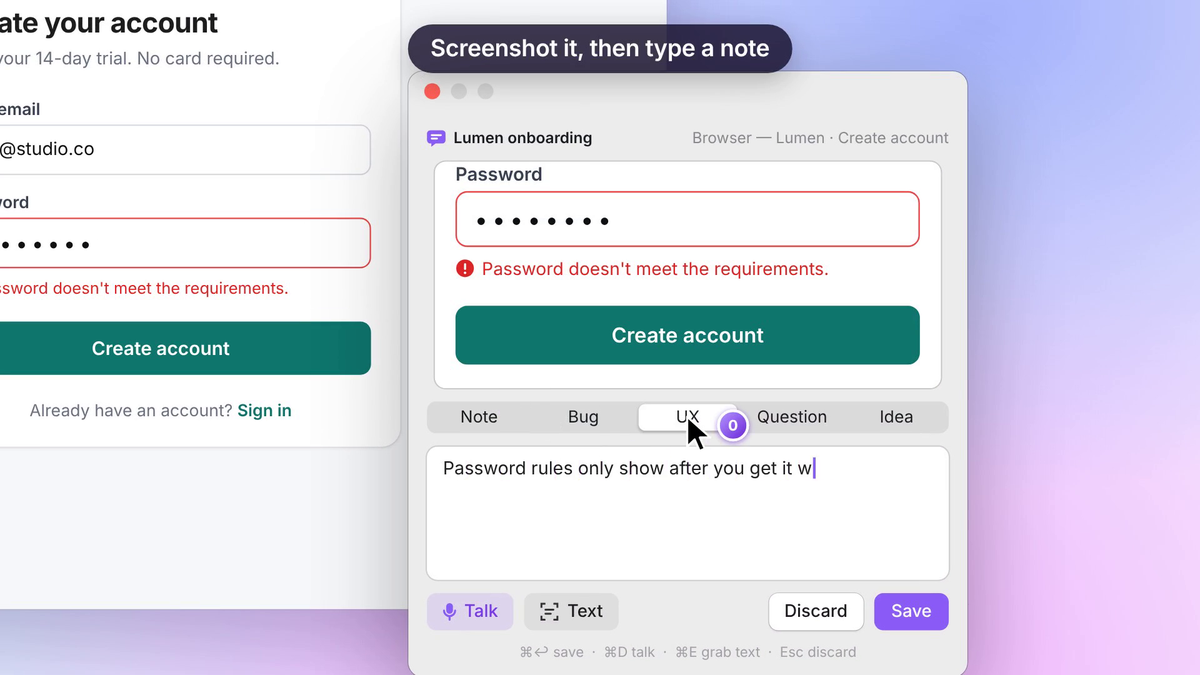 ate your account
your 14-day trial. No card required.
email
@studio.co
word
ssword doesn't meet the requirements.
Create account
Already have an account? Sign in
Screenshot it, then type a note
Lumen onboarding
Browser — Lumen · Create account
Password
Password doesn't meet the requirements.
Create account
Note Bug UX Question Idea
0
Password rules only show after you get it w
Talk Text Discard Save
⌘↩ save · ⌘D talk · ⌘E grab text · Esc discard